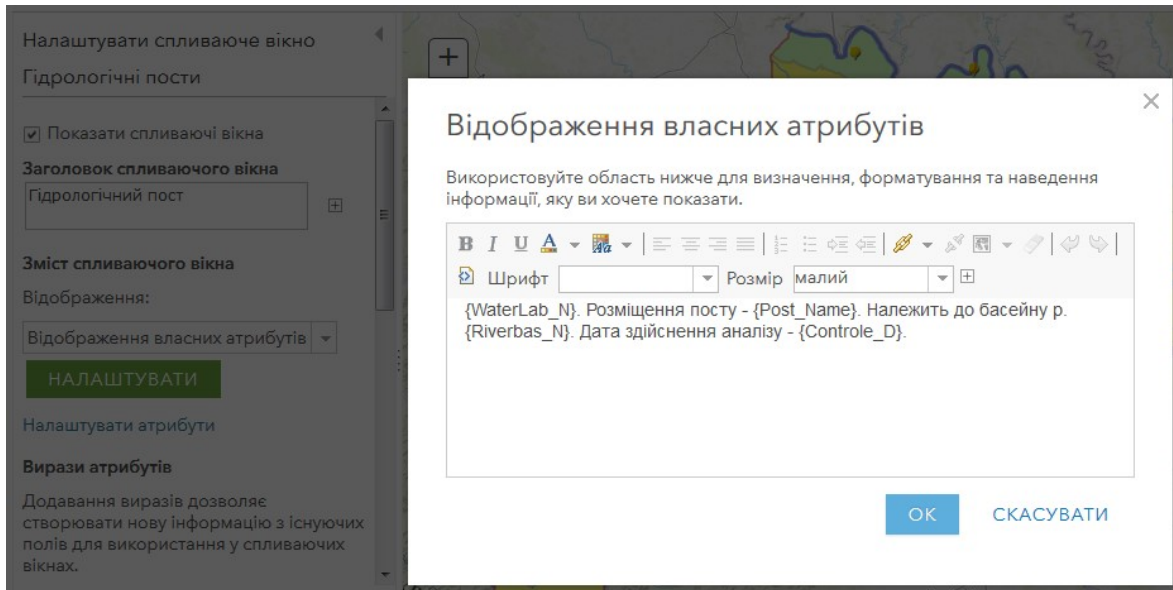 Налаштувати спливаюче вікно
Гідрологічні пости
Показати спливаючі вікна
Заголовок спливаючого вікна
Гідрологічний пост
Зміст спливаючого вікна
Відображення:
Відображення власних атрибутів
НАЛАШТУВАТИ
Налаштувати атрибути
Вирази атрибутів
Додавання виразів дозволяє
створювати нову інформацію з існуючих
полів для використання у спливаючих
вікнах.
Відображення власних атрибутів
Використовуйте область нижче для визначення, форматування та наведення
інформації, яку ви хочете показати.
B I U A Aa
Шрифт Розмір малий
{WaterLab_N}. Розміщення посту - {Post_Name}. Належить до басейну р.
{Riverbas_N}. Дата здійснення аналізу - {Controle_D}.
OK СКАСУВАТИ